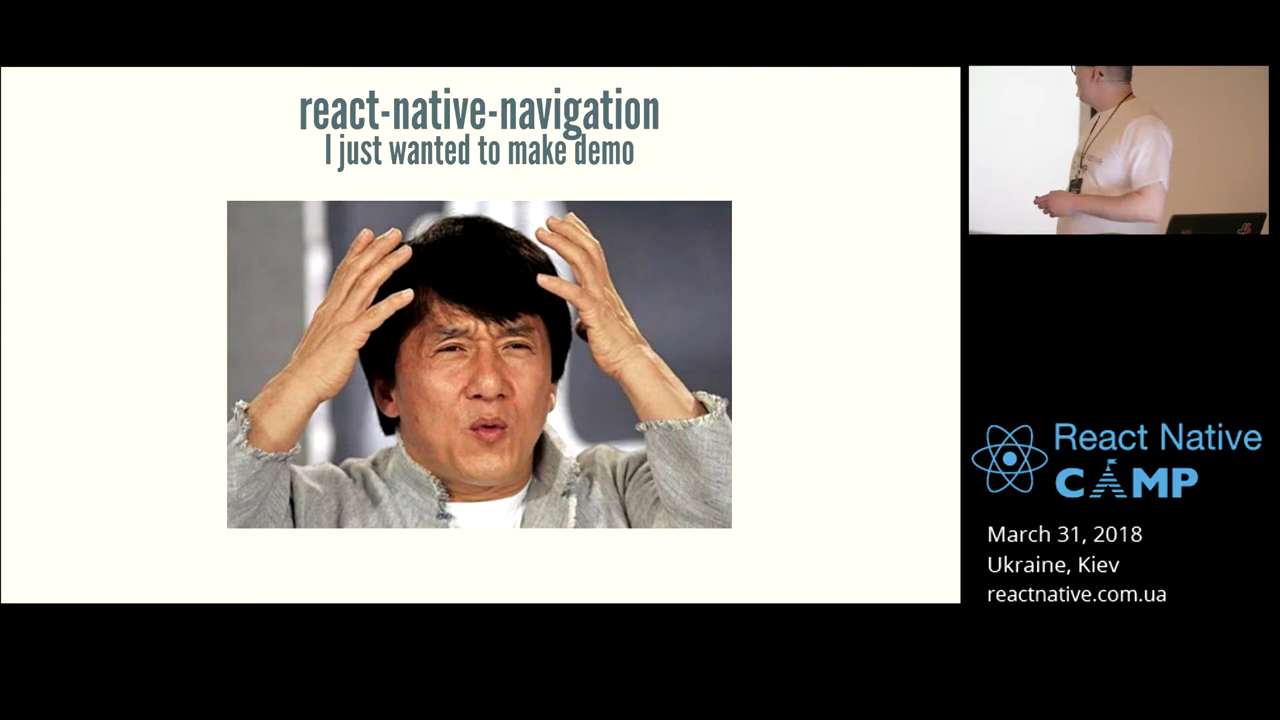 react-native-navigation
I just wanted to make demo
React Native
CAMP
March 31, 2018
Ukraine, Kiev
reactnative.com.ua